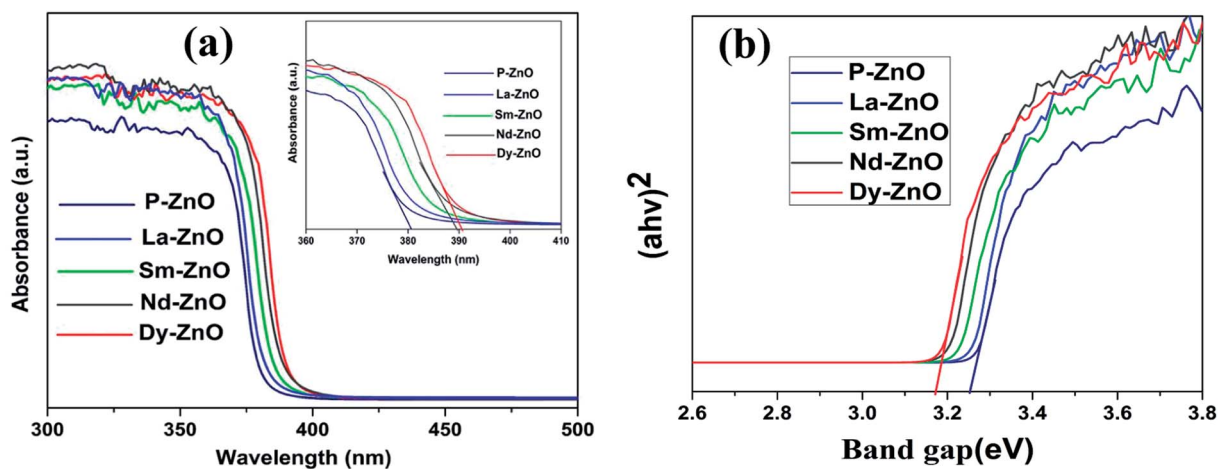 (a)
Absorbance (a.u.)
P-ZnO
La-ZnO
Sm-ZnO
Nd-ZnO
Dy-ZnO
300 350 400 450 500
Wavelength (nm)
Absorbance (a.u.)
P-ZnO
La-ZnO
Sm-ZnO
Nd-ZnO
Dy-ZnO
360 370 380 390 400 410
Wavelength (nm)
(b)
(ahv)2
P-ZnO
La-ZnO
Sm-ZnO
Nd-ZnO
Dy-ZnO
2.6 2.8 3.0 3.2 3.4 3.6 3.8
Band gap(eV)